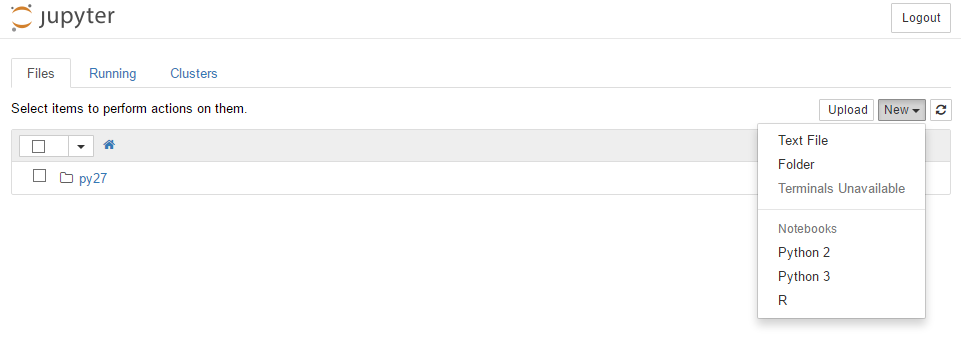 jupyter
Logout
Files Running Clusters
Select items to perform actions on them.
Upload New
py27
Text File
Folder
Terminals Unavailable
Notebooks
Python 2
Python 3
R